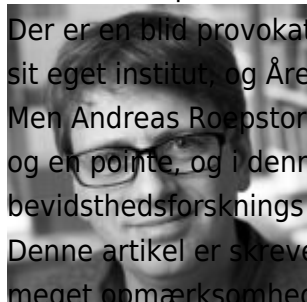 Der er en blid provokat
sit eget institut, og Åre
Men Andreas Roepstor
og en pointe, og i denn
bevidsthedsforsknings
Denne artikel er skreve
meget opmærksomhed